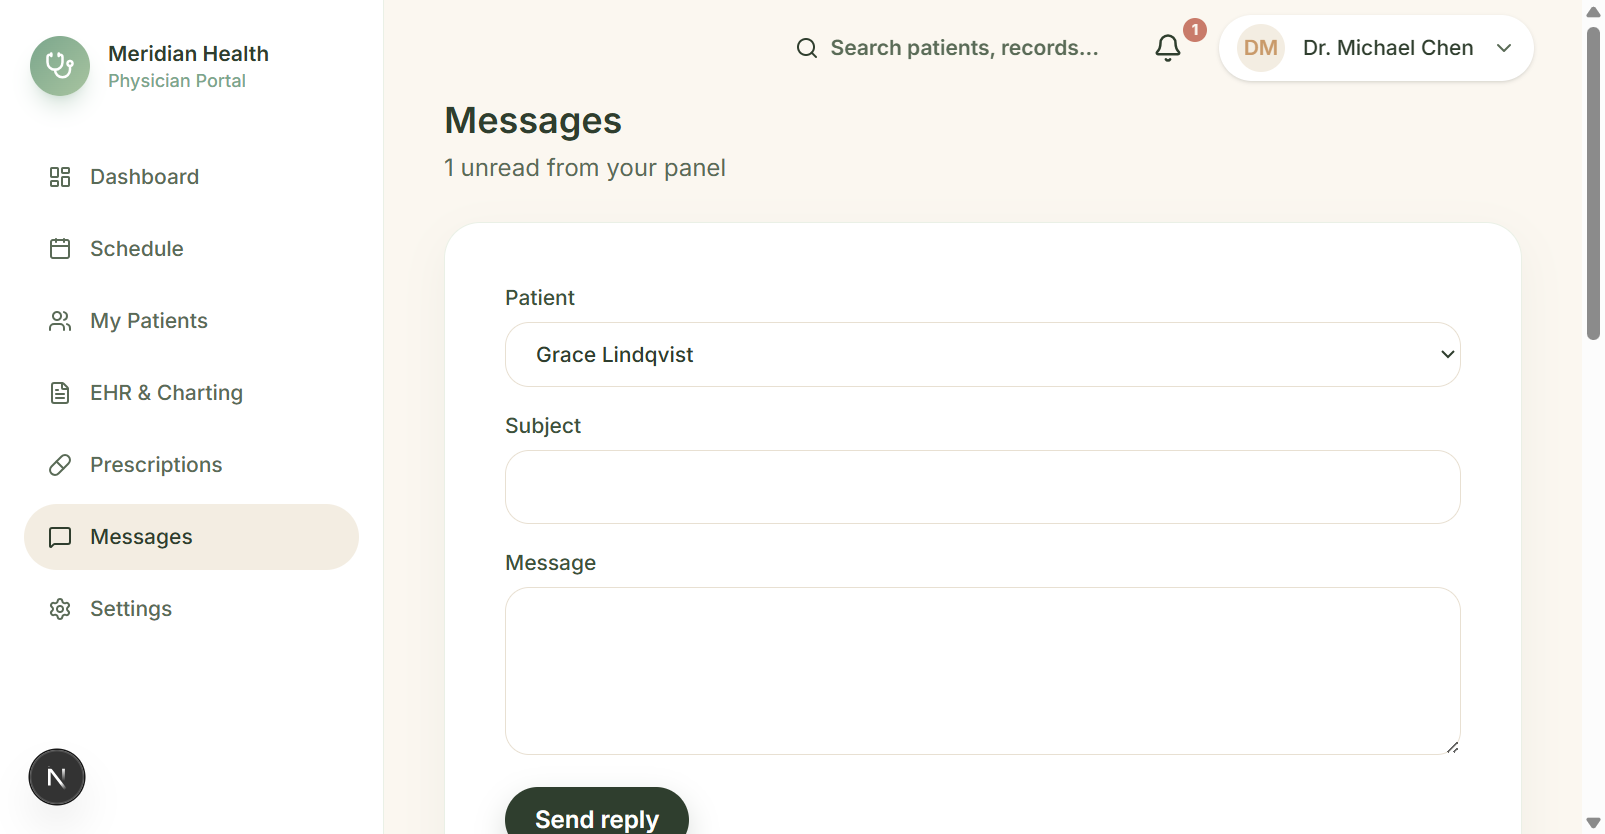 Meridian Health
Physician Portal
Dashboard
Schedule
My Patients
EHR & Charting
Prescriptions
Messages
Settings
N
Search patients, records...
1
DM
Dr. Michael Chen
Messages
1 unread from your panel
Patient
Grace Lindqvist
Subject
Message
Send reply